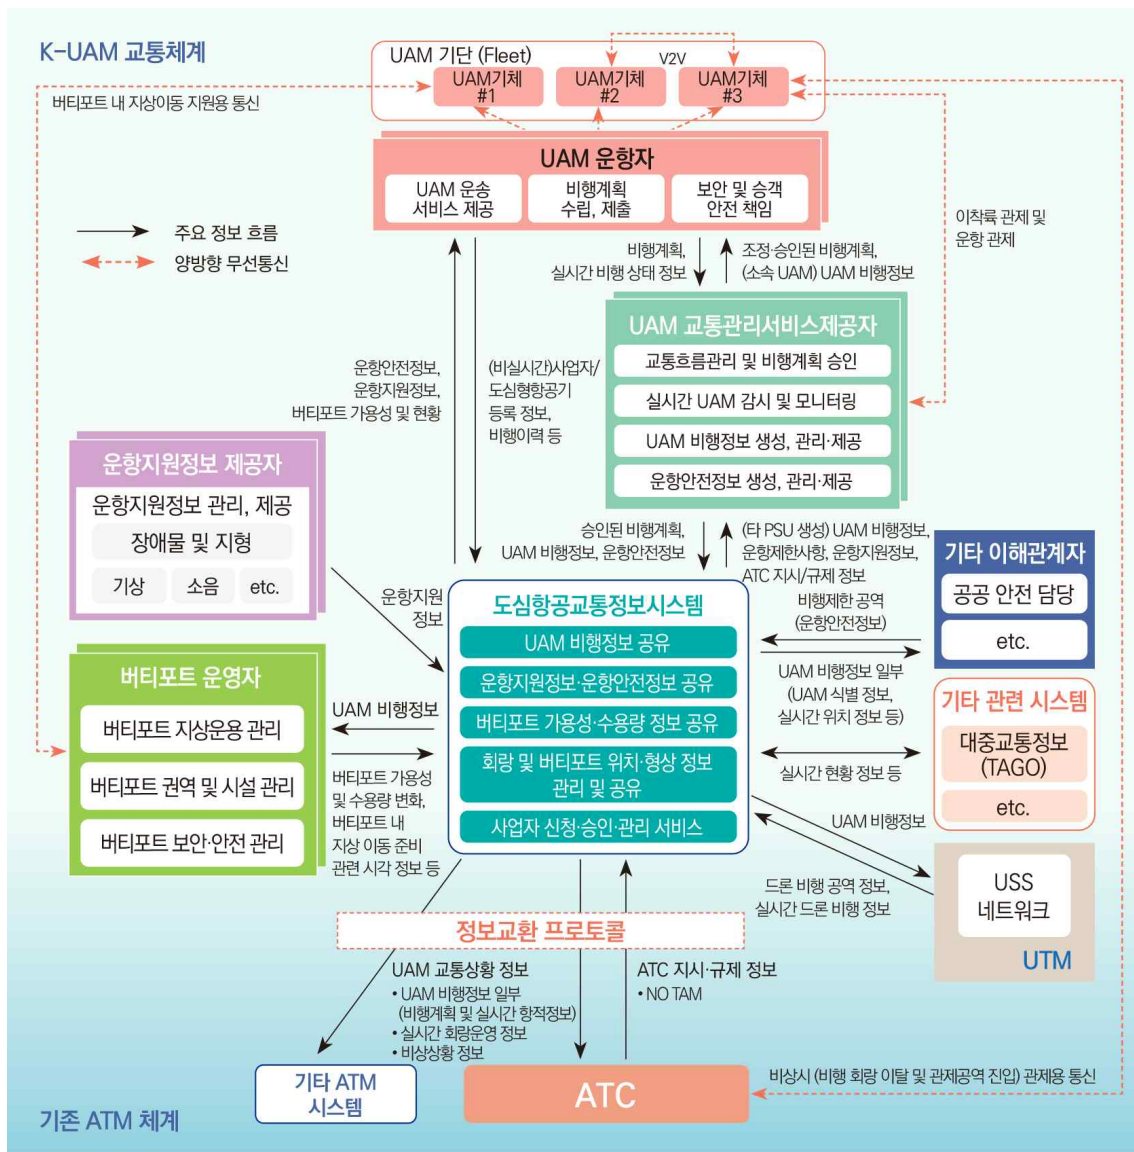 K-UAM 교통체계
UAM 기단 (Fleet)
V2V
UAM기체
#1
UAM기체
#2
UAM기체
#3
버티포트 내 지상이동 지원용 통신
UAM 운항자
UAM 운송
서비스 제공
비행계획
수립, 제출
보안 및 승객
안전 책임
이착륙 관제 및
운항 관제
주요 정보 흐름
양방향 무선통신
비행계획,
실시간 비행 상태 정보
조정·승인된 비행계획,
(소속 UAM) UAM 비행정보
UAM 교통관리서비스제공자
교통흐름관리 및 비행계획 승인
실시간 UAM 감시 및 모니터링
UAM 비행정보 생성, 관리·제공
운항안전정보 생성, 관리·제공
운항안전정보,
운항지원정보,
버티포트 가용성 및 현황
(비실시간)사업자/
도심형항공기
등록 정보,
비행이력 등
운항지원정보 제공자
운항지원정보 관리, 제공
장애물 및 지형
기상
소음
etc.
운항지원
정보
승인된 비행계획,
UAM 비행정보, 운항안전정보
(타 PSU 생성) UAM 비행정보,
운항제한사항, 운항지원정보,
ATC 지시/규제 정보
기타 이해관계자
공공 안전 담당
etc.
비행제한 공역
(운항안전정보)
UAM 비행정보 일부
(UAM 식별 정보,
실시간 위치 정보 등)
도심항공교통정보시스템
UAM 비행정보 공유
운항지원정보·운항안전정보 공유
버티포트 가용성·수용량 정보 공유
회랑 및 버티포트 위치·형상 정보
관리 및 공유
사업자 신청·승인·관리 서비스
버티포트 운영자
버티포트 지상운용 관리
버티포트 권역 및 시설 관리
버티포트 보안·안전 관리
UAM 비행정보
버티포트 가용성
및 수용량 변화,
버티포트 내
지상 이동 준비
관련 시각 정보 등
기타 관련 시스템
대중교통정보
(TAGO)
etc.
실시간 현황 정보 등
UAM 비행정보
드론 비행 공역 정보,
실시간 드론 비행 정보
USS
네트워크
UTM
정보교환 프로토콜
UAM 교통상황 정보
• UAM 비행정보 일부
(비행계획 및 실시간 항적정보)
• 실시간 회랑운영 정보
• 비상상황 정보
ATC 지시·규제 정보
• NO TAM
기타 ATM
시스템
ATC
비상시 (비행 회랑 이탈 및 관제공역 진입) 관제용 통신
기존 ATM 체계